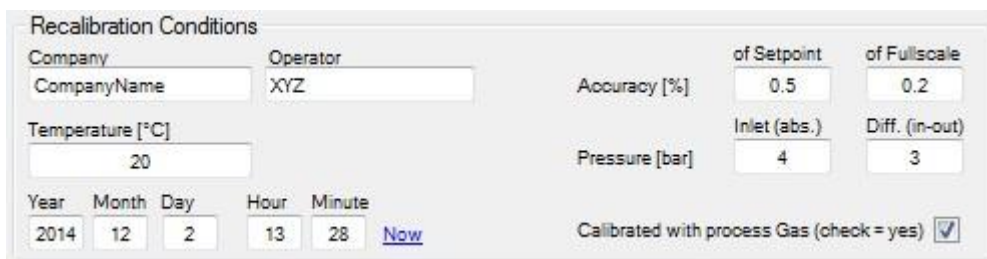 Recalibration Conditions
Company Operator
CompanyName XYZ
of Setpoint of Fullscale
Accuracy [%] 0.5 0.2
Temperature [°C]
20
Inlet (abs.) Diff. (in-out)
Pressure [bar] 4 3
Year Month Day Hour Minute
2014 12 2 13 28 Now
Calibrated with process Gas (check = yes)